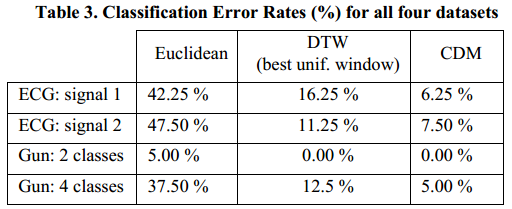 Table 3. Classification Error Rates (%) for all four datasets
Euclidean DTW (best unif. window) CDM
ECG: signal 1 42.25 % 16.25 % 6.25 %
ECG: signal 2 47.50 % 11.25 % 7.50 %
Gun: 2 classes 5.00 % 0.00 % 0.00 %
Gun: 4 classes 37.50 % 12.5 % 5.00 %